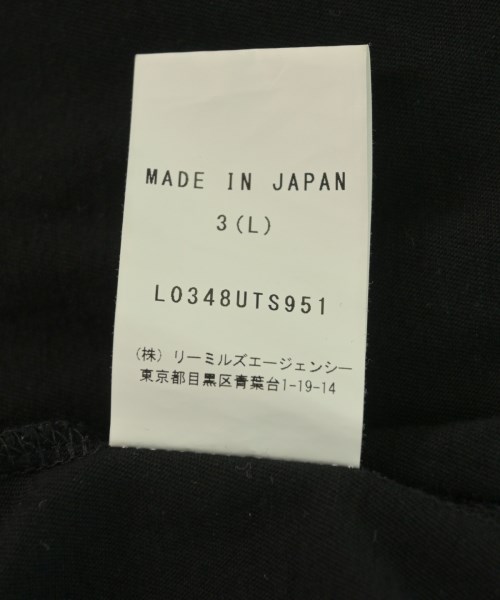 MADE IN JAPAN
3(L)
L0348UTS951
(株) リーミルズエージェンシー
東京都目黒区青葉台1-19-14